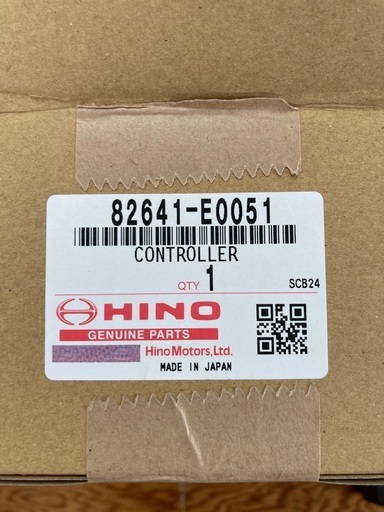 82641-E0051
CONTROLLER
QTY 1
SCB24
HINO
GENUINE PARTS
Hino Motors, Ltd.
MADE IN JAPAN